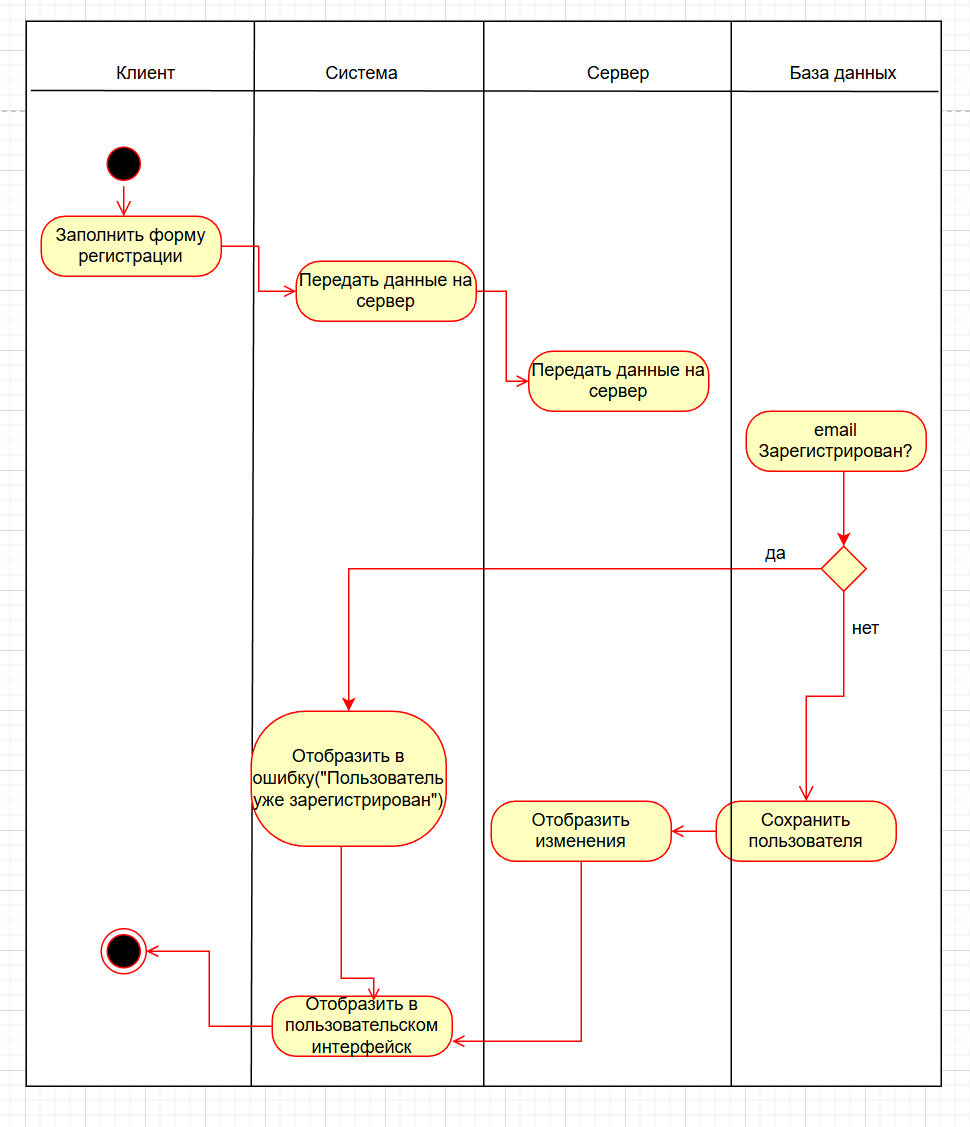 Клиент
Система
Сервер
База данных
Заполнить форму
регистрации
Передать данные на
сервер
Передать данные на
сервер
email
Зарегистрирован?
да
нет
Отобразить в
ошибку("Пользователь
уже зарегистрирован")
Отобразить
изменения
Сохранить
пользователя
Отобразить в
пользовательском
интерфейск